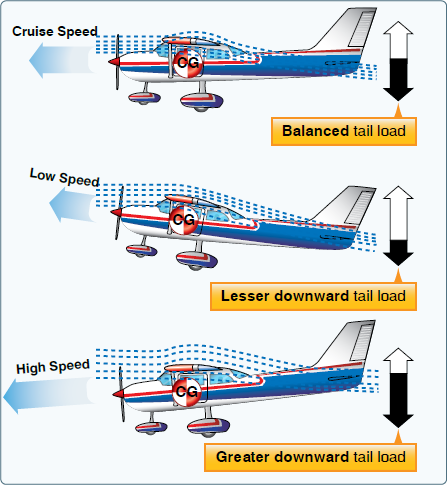 Cruise Speed
CG
Balanced tail load
Low Speed
CG
Lesser downward tail load
High Speed
CG
Greater downward tail load